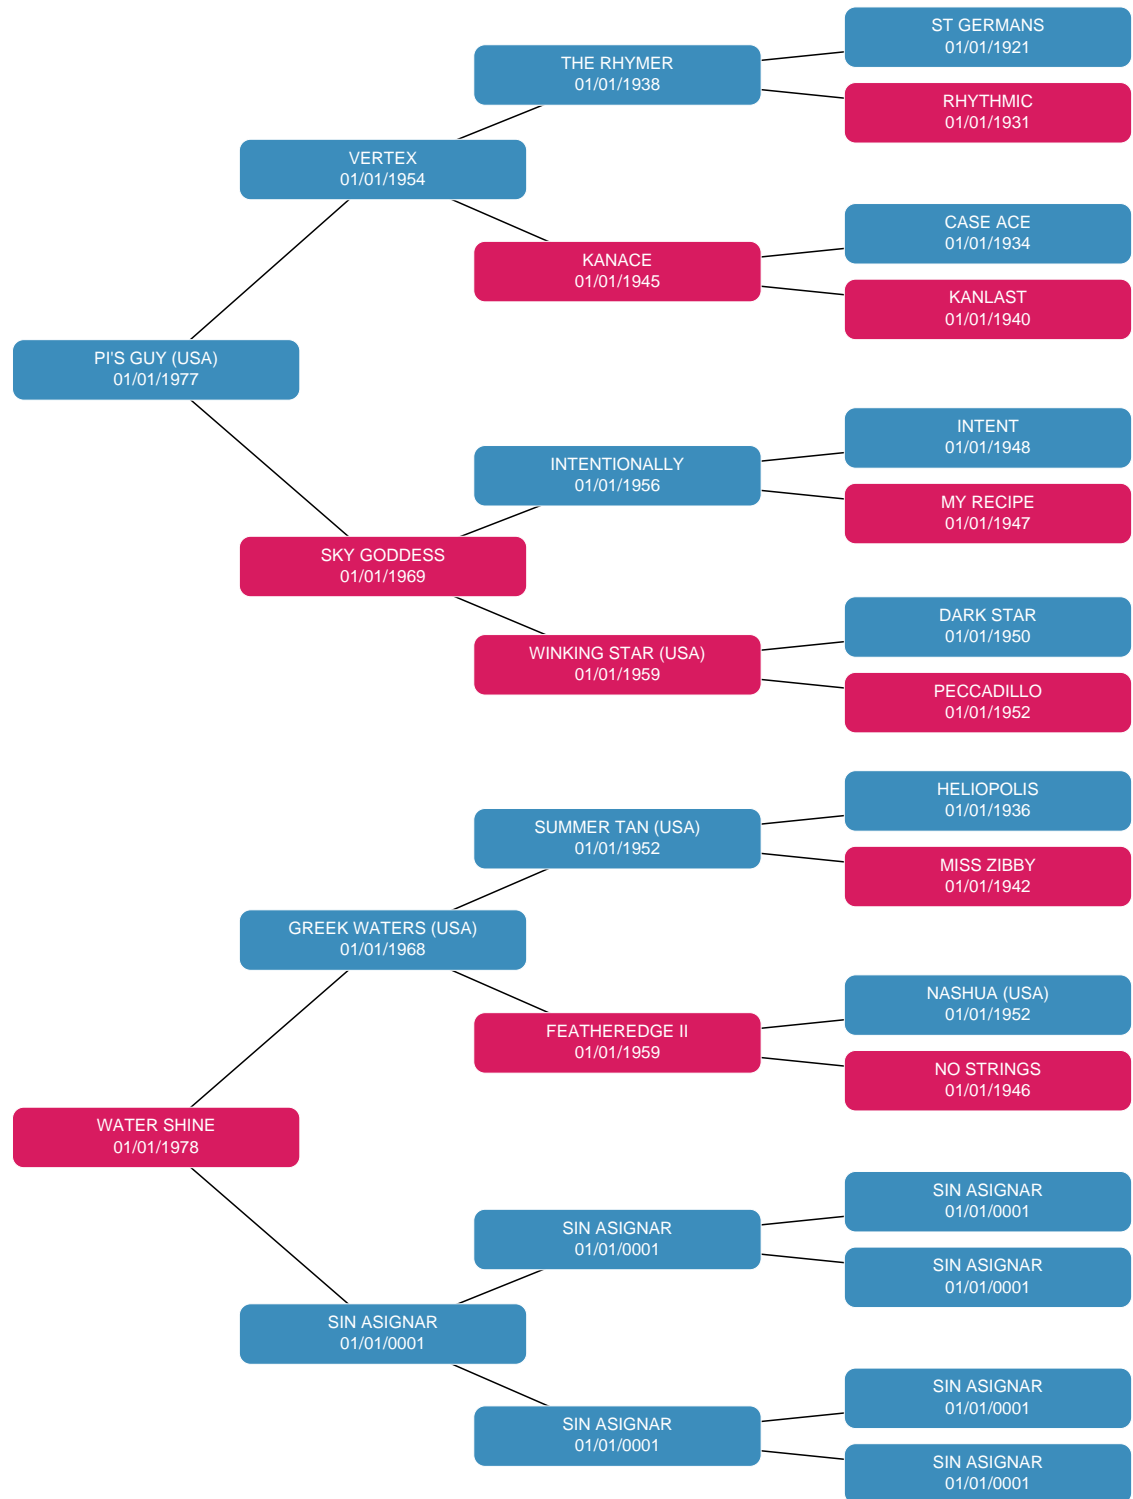 ST GERMANS
01/01/1921
THE RHYMER
01/01/1938
RHYTHMIC
01/01/1931
VERTEX
01/01/1954
CASE ACE
01/01/1934
KANACE
01/01/1945
KANLAST
01/01/1940
PI'S GUY (USA)
01/01/1977
INTENT
01/01/1948
INTENTIONALLY
01/01/1956
MY RECIPE
01/01/1947
SKY GODDESS
01/01/1969
DARK STAR
01/01/1950
WINKING STAR (USA)
01/01/1959
PECCADILLO
01/01/1952
HELIOPOLIS
01/01/1936
SUMMER TAN (USA)
01/01/1952
MISS ZIBBY
01/01/1942
GREEK WATERS (USA)
01/01/1968
NASHUA (USA)
01/01/1952
FEATHEREDGE II
01/01/1959
NO STRINGS
01/01/1946
WATER SHINE
01/01/1978
SIN ASIGNAR
01/01/0001
SIN ASIGNAR
01/01/0001
SIN ASIGNAR
01/01/0001
SIN ASIGNAR
01/01/0001
SIN ASIGNAR
01/01/0001
SIN ASIGNAR
01/01/0001
SIN ASIGNAR
01/01/0001